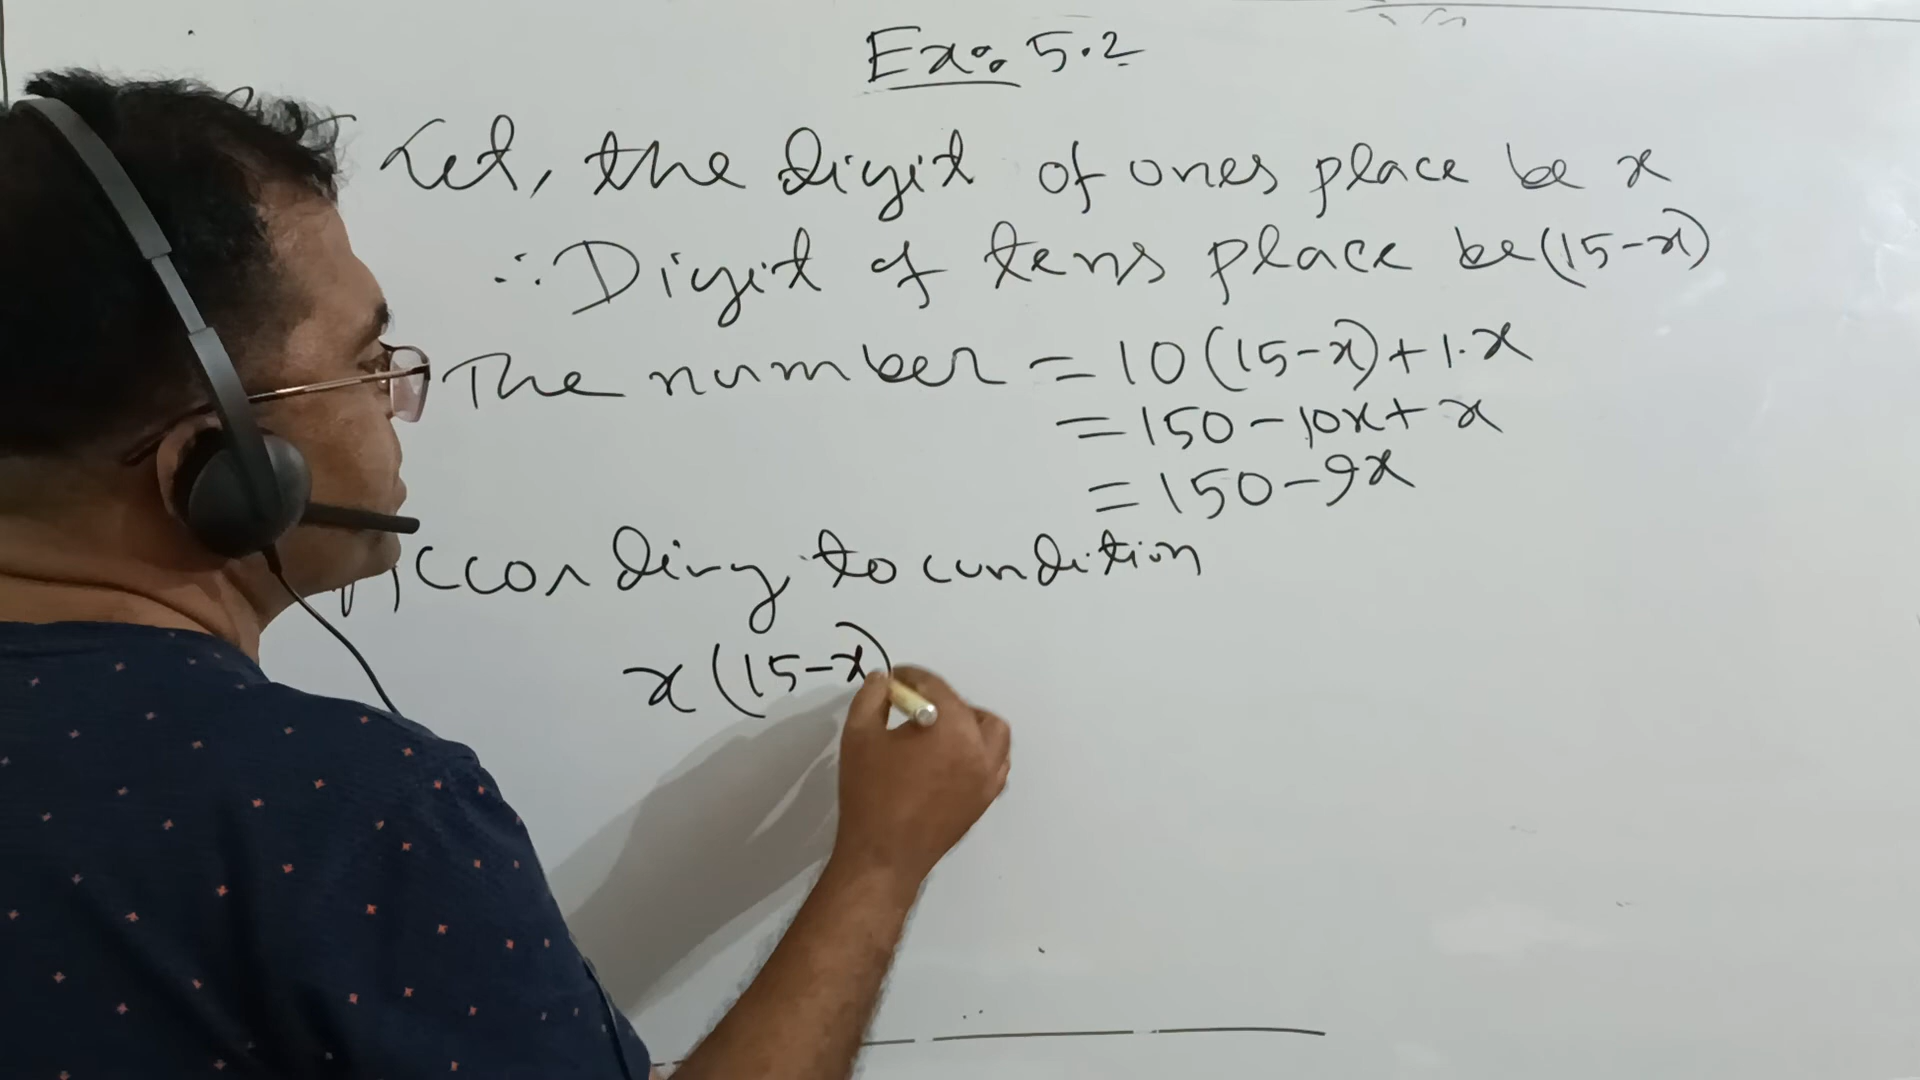 Ex: 5.2
Let, the digit of ones place be x
∴ Digit of tens place be (15-x)
The number = 10(15-x)+1.x
= 150-10x+x
= 150-9x
According to condition
x(15-x)